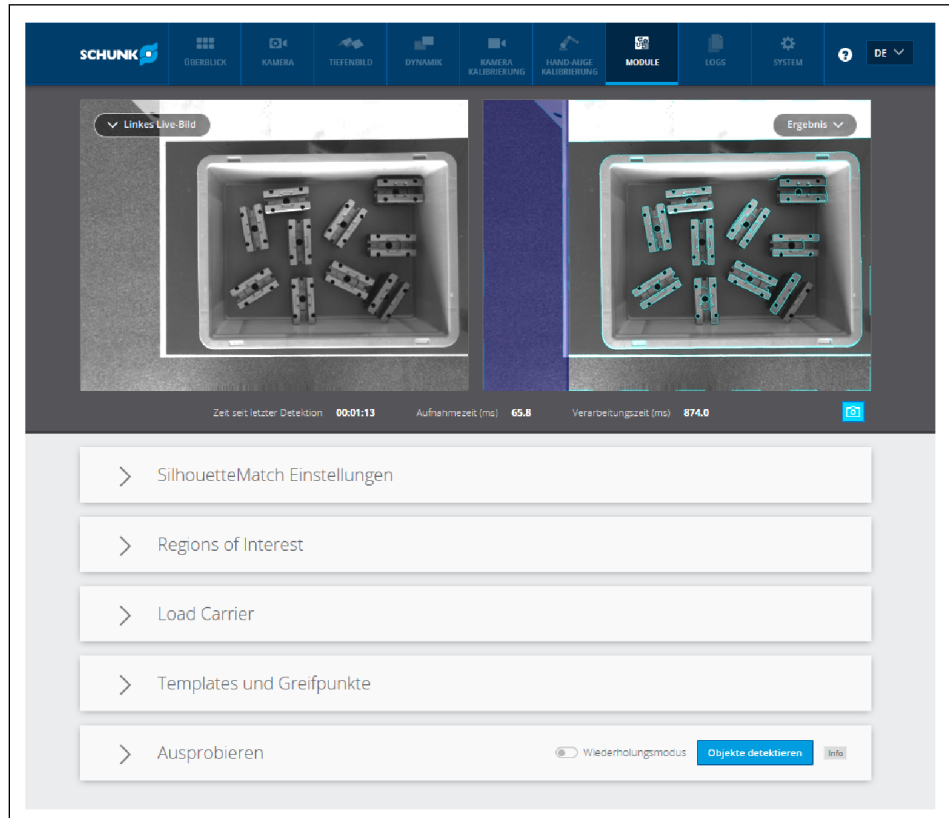 SCHUNK
ÜBERBLICK
KAMERA
TIEFENBILD
DYNAMIK
KAMERA
KALIBRIERUNG
HAND-AUGE
KALIBRIERUNG
MODULE
LOGS
SYSTEM
?
DE
Linkes Live-Bild
Ergebnis
Zeit seit letzter Detektion 00:01:13 Aufnahmezeit (ms) 65.8 Verarbeitungszeit (ms) 874.0
SilhouetteMatch Einstellungen
Regions of Interest
Load Carrier
Templates und Greifpunkte
Ausprobieren Wiederholungsmodus Objekte detektieren Info